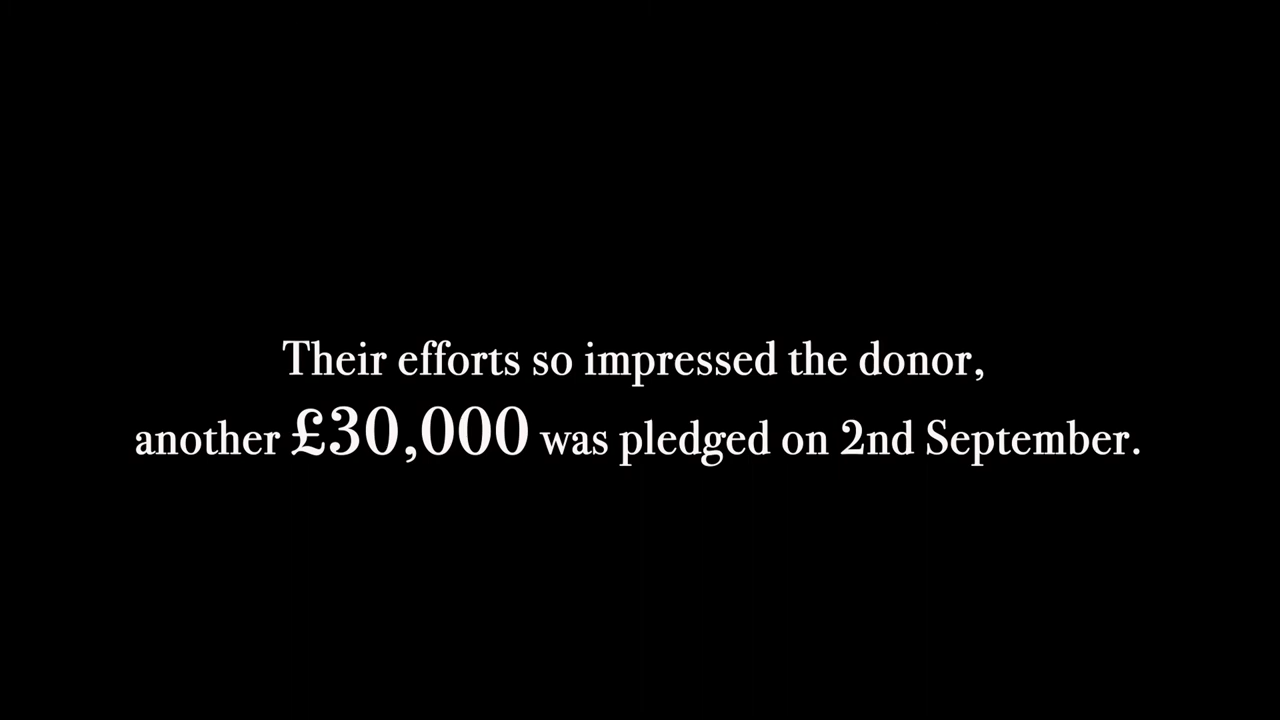 Their efforts so impressed the donor,
another £30,000 was pledged on 2nd September.